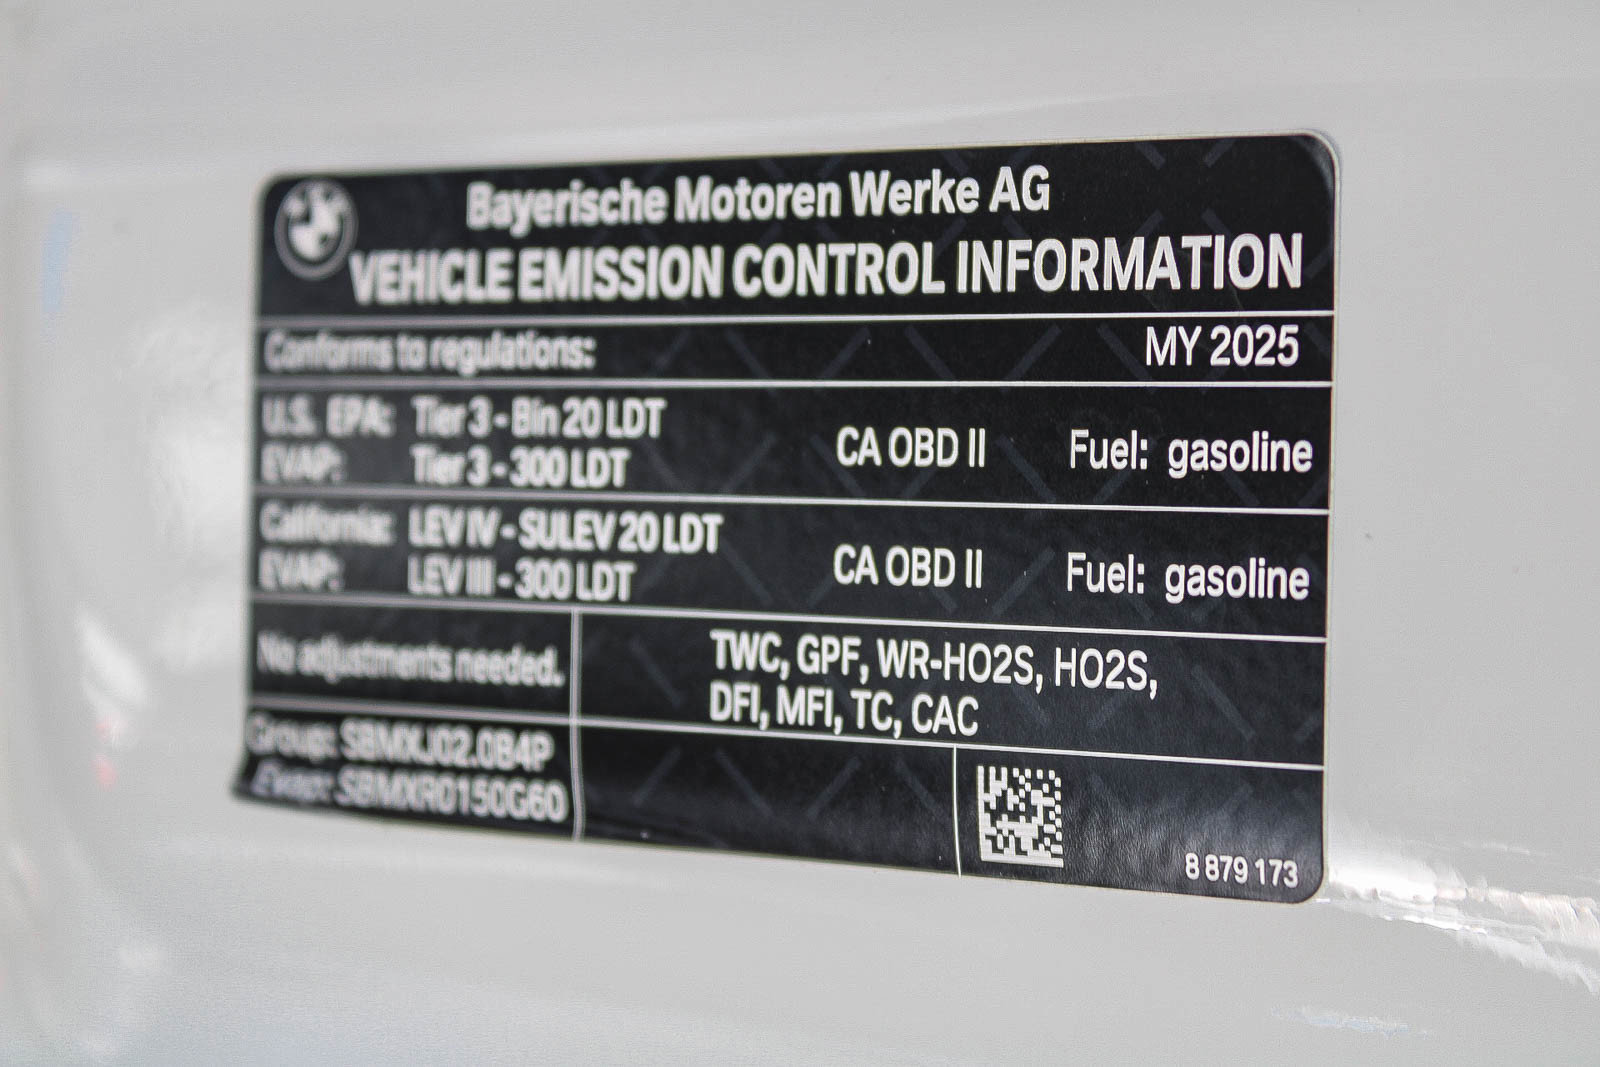 Bayerische Motoren Werke AG
VEHICLE EMISSION CONTROL INFORMATION
Conforms to regulations: MY 2025
U.S. EPA: Tier 3 - Bin 20 LDT
EVAP: Tier 3 - 300 LDT
CA OBD II Fuel: gasoline
California: LEV IV - SULEV 20 LDT
EVAP: LEV III - 300 LDT
CA OBD II Fuel: gasoline
No adjustments needed.
TWC, GPF, WR-HO2S, HO2S,
DFI, MFI, TC, CAC
Group: SBMXJ02.0B4P
Evap: SBMXR0150G60
8 879 173